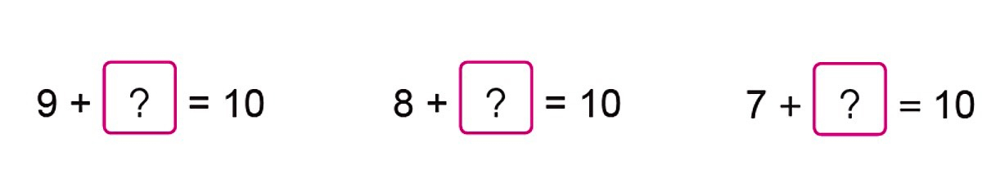 9 + ? = 10 8 + ? = 10 7 + ? = 10